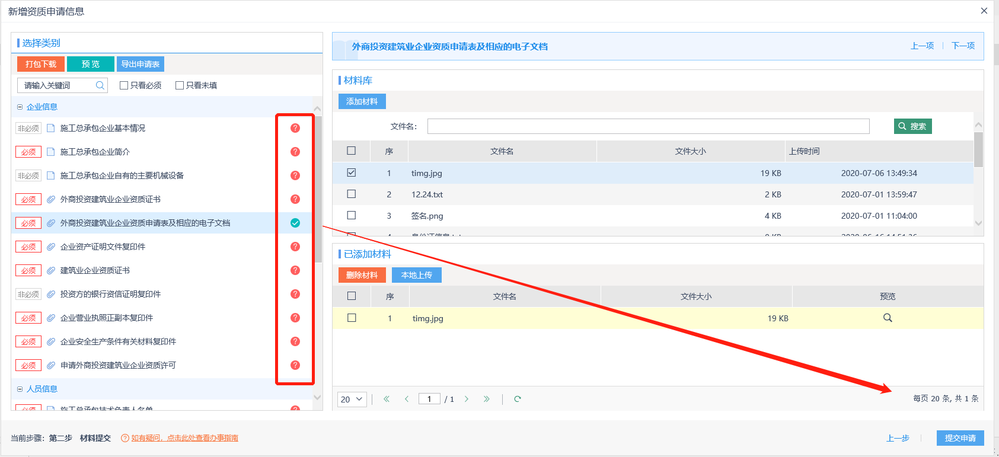 新增资质申请信息
选择类别
打包下载 预 览 导出申请表
请输入关键词 只看必须 只看未填
企业信息
非必须 施工总承包企业基本情况
必须 施工总承包企业简介
非必须 施工总承包企业自有的主要机械设备
必须 外商投资建筑业企业资质证书
必须 外商投资建筑业企业资质申请表及相应的电子文档
必须 企业资产证明文件复印件
必须 建筑业企业资质证书
非必须 投资方的银行资信证明复印件
必须 企业营业执照正副本复印件
必须 企业安全生产条件有关材料复印件
必须 申请外商投资建筑业企业资质许可
人员信息
必须 施工总承包技术负责人名单
外商投资建筑业企业资质申请表及相应的电子文档 上一项 下一项
材料库
添加材料
文件名： 搜索
序 文件名 文件大小 上传时间
1 timg.jpg 19 KB 2020-07-06 13:49:34
2 12.24.txt 2 KB 2020-07-01 13:59:47
3 签名.png 4 KB 2020-07-01 11:04:00
已添加材料
删除材料 本地上传
序 文件名 文件大小 预览
1 timg.jpg 19 KB
20 1 / 1 每页 20 条, 共 1 条
当前步骤：第二步 材料提交 如有疑问，点击此处查看办事指南 上一步 提交申请